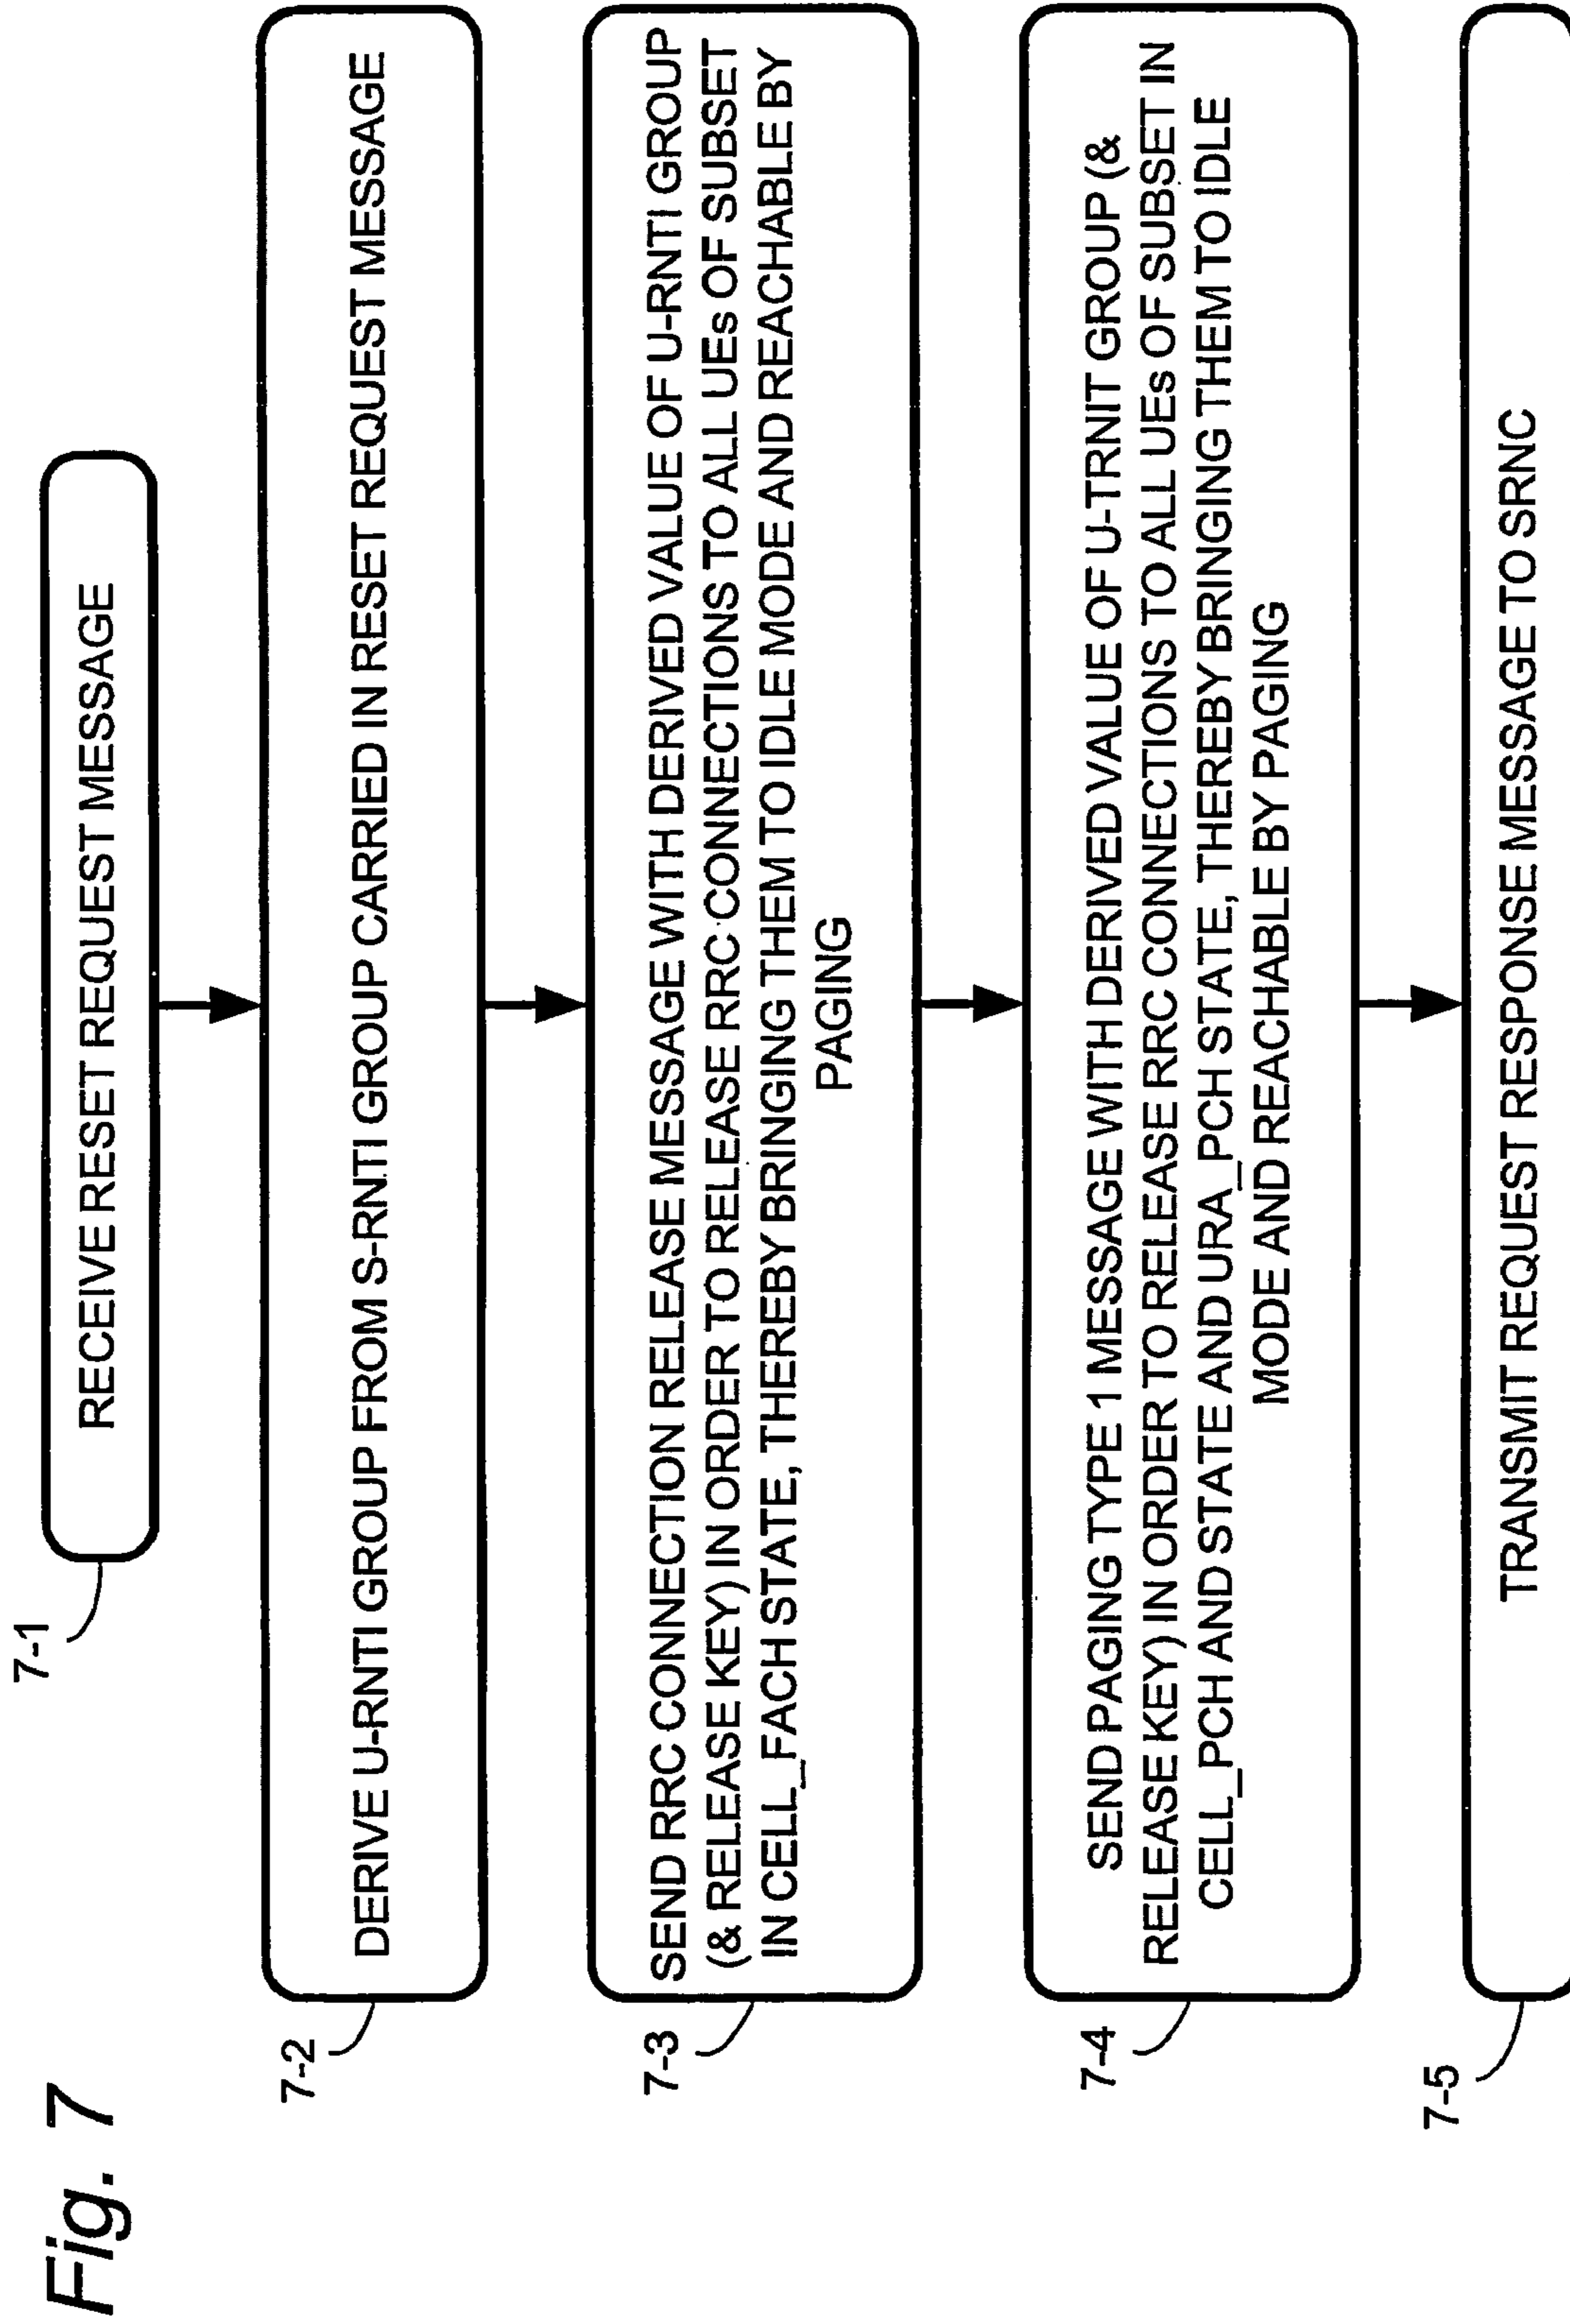 Fig. 7
7-1
RECEIVE RESET REQUEST MESSAGE
7-2
DERIVE U-RNTI GROUP FROM S-RNTI GROUP CARRIED IN RESET REQUEST MESSAGE
7-3
SEND RRC CONNECTION RELEASE MESSAGE WITH DERIVED VALUE OF U-RNTI GROUP
(& RELEASE KEY) IN ORDER TO RELEASE RRC CONNECTIONS TO ALL UEs OF SUBSET
IN CELL_FACH STATE, THEREBY BRINGING THEM TO IDLE MODE AND REACHABLE BY
PAGING
7-4
SEND PAGING TYPE 1 MESSAGE WITH DERIVED VALUE OF U-TRNIT GROUP (&
RELEASE KEY) IN ORDER TO RELEASE RRC CONNECTIONS TO ALL UEs OF SUBSET IN
CELL_PCH AND STATE AND URA_PCH STATE, THEREBY BRINGING THEM TO IDLE
MODE AND REACHABLE BY PAGING
7-5
TRANSMIT REQUEST RESPONSE MESSAGE TO SRNC